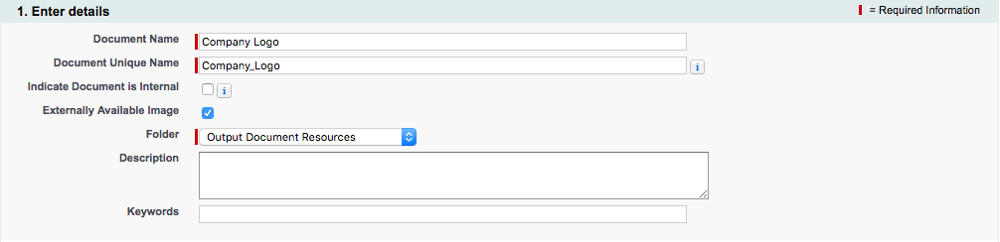 1. Enter details
= Required Information
Document Name Company Logo
Document Unique Name Company_Logo i
Indicate Document is Internal i
Externally Available Image
Folder Output Document Resources
Description
Keywords